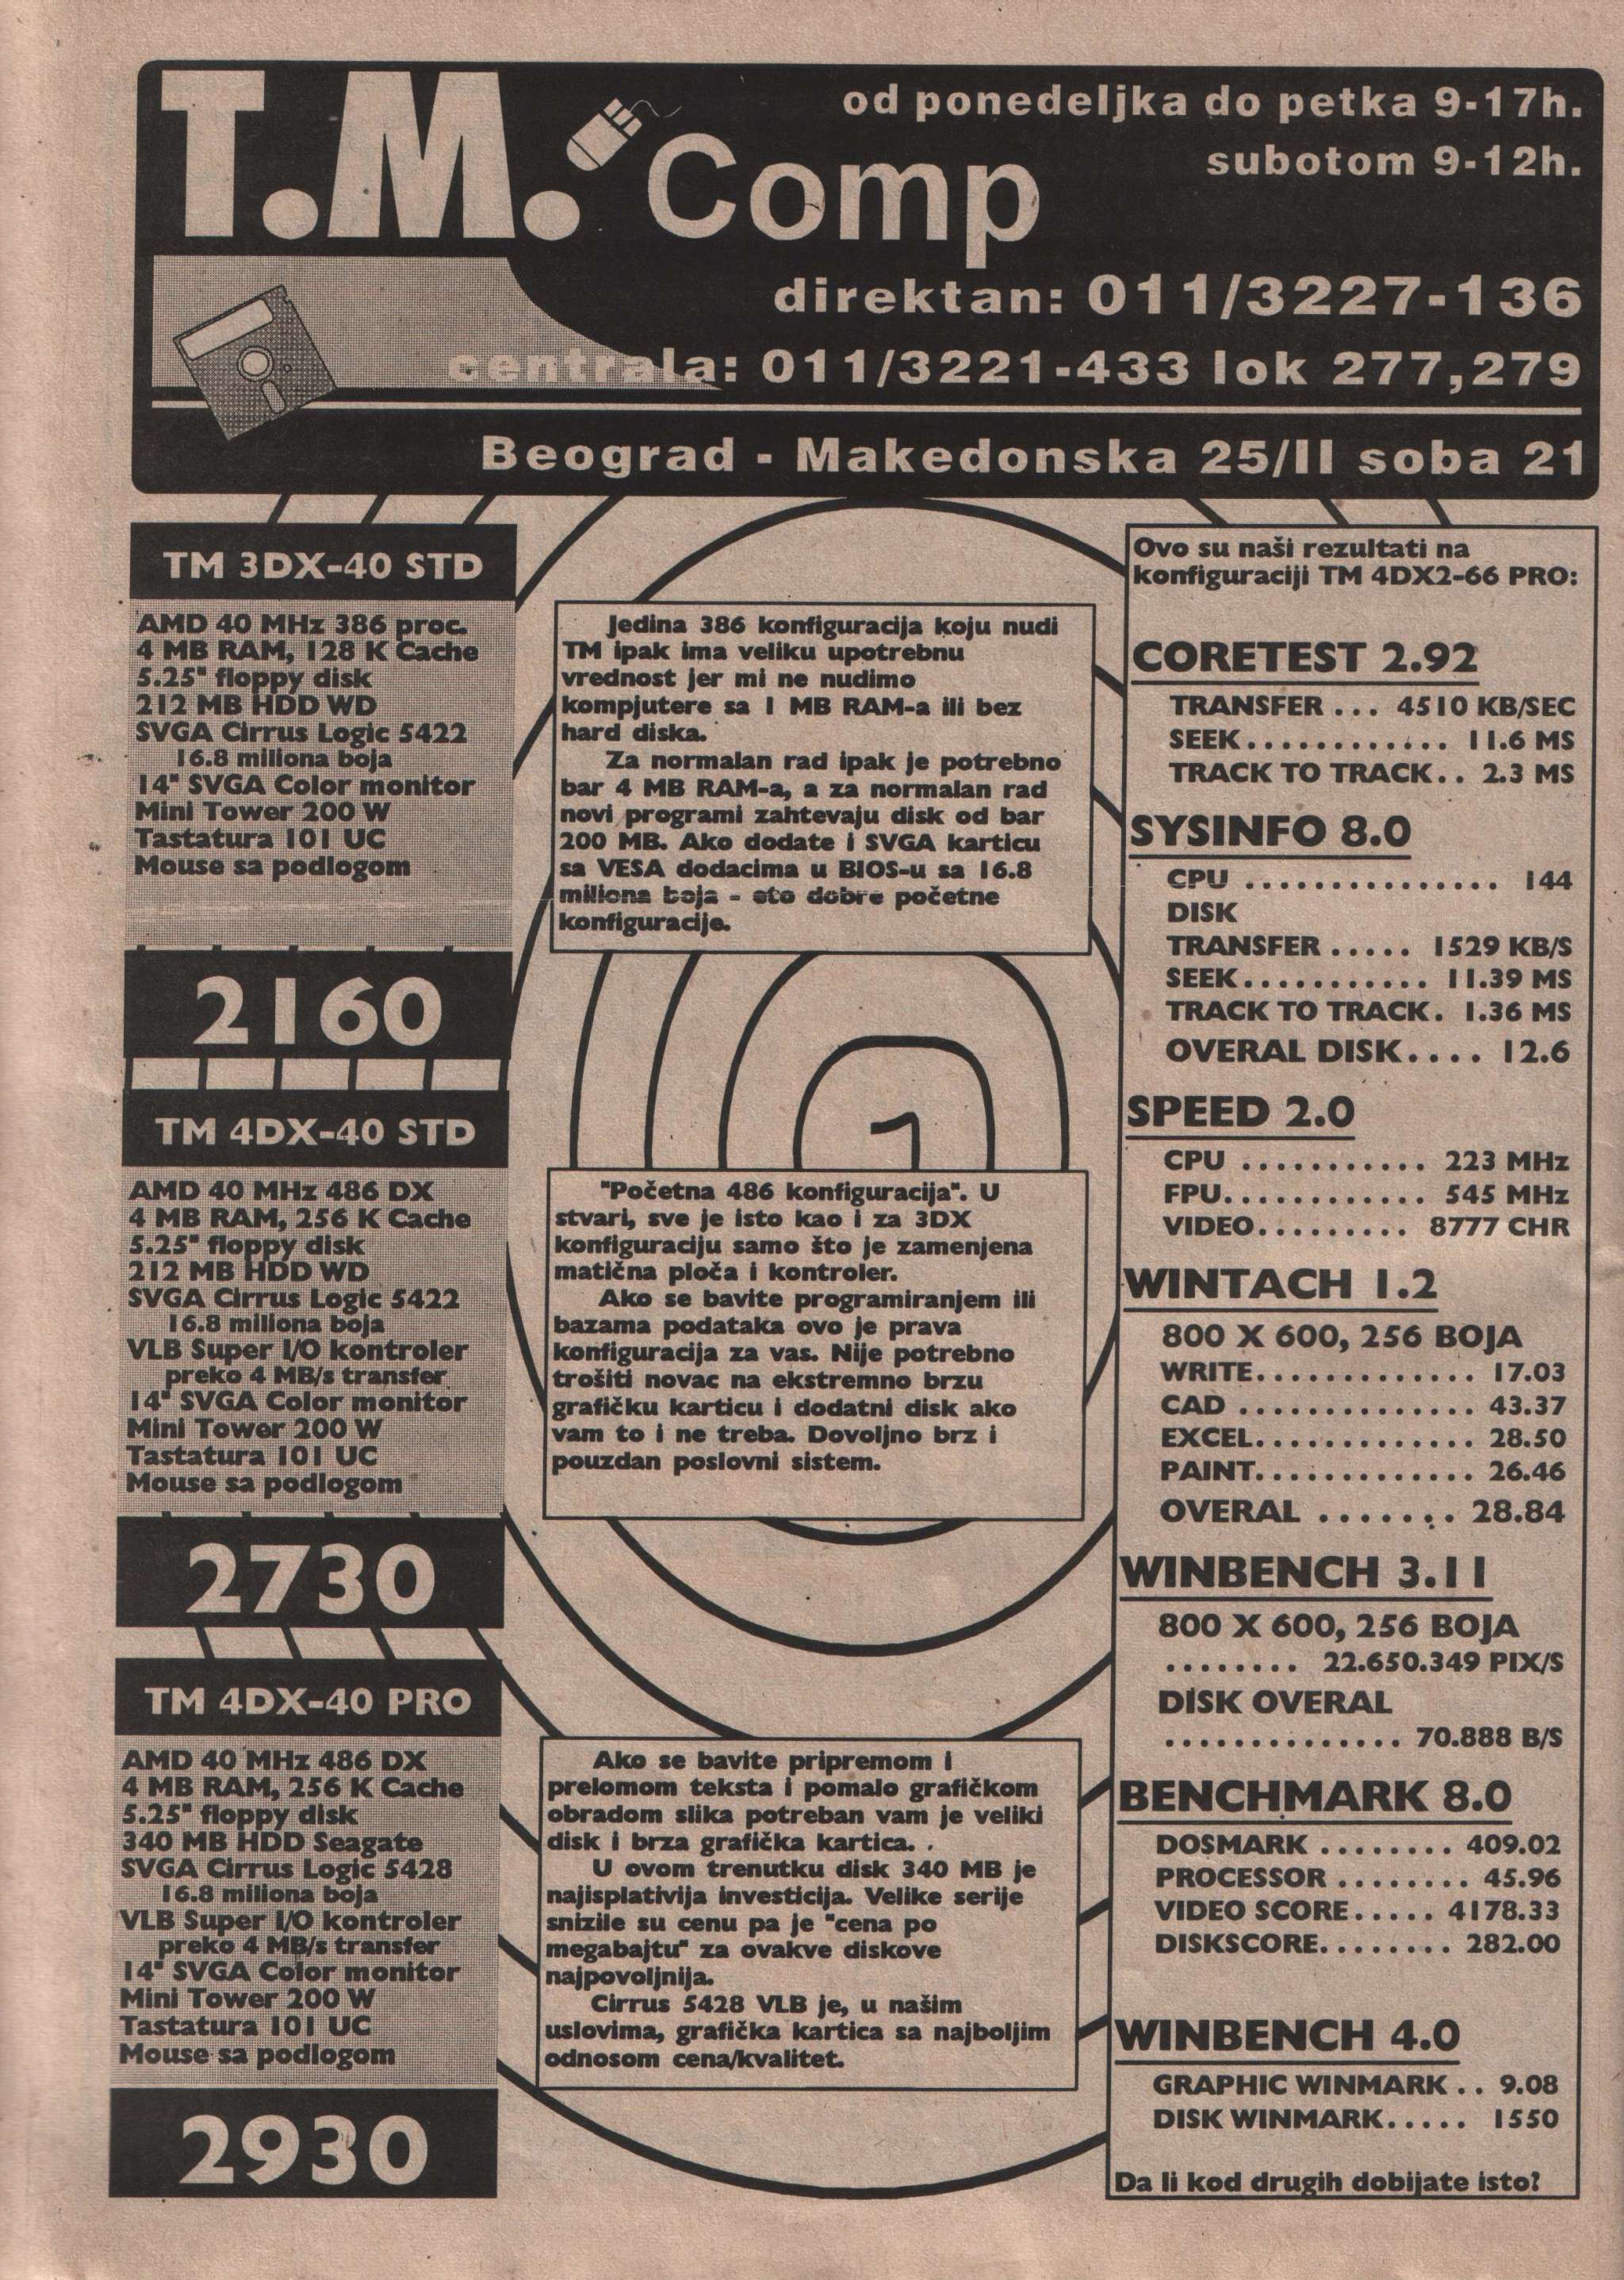 T.M. Comp
od ponedeljka do petka 9-17h.
subotom 9-12h.
direktan: 011/3227-136
centrala: 011/3221-433 lok 277,279
Beograd - Makedonska 25/II soba 21
TM 3DX-40 STD
AMD 40 MHz 386 proc.
4 MB RAM, 128 K Cache
5.25" floppy disk
212 MB HDD WD
SVGA Cirrus Logic 5422
16.8 miliona boja
14" SVGA Color monitor
Mini Tower 200 W
Tastatura 101 UC
Mouse sa podlogom
2160
Jedina 386 konfiguracija koju nudi
TM ipak ima veliku upotrebnu
vrednost jer mi ne nudimo
kompjutere sa 1 MB RAM-a ili bez
hard diska.
Za normalan rad ipak je potrebno
bar 4 MB RAM-a, a za normalan rad
novi programi zahtevaju disk od bar
200 MB. Ako dodate i SVGA karticu
sa VESA dodacima u BIOS-u sa 16.8
miliona boja - eto dobre početne
konfiguracije.
1
TM 4DX-40 STD
AMD 40 MHz 486 DX
4 MB RAM, 256 K Cache
5.25" floppy disk
212 MB HDD WD
SVGA Cirrus Logic 5422
16.8 miliona boja
VLB Super I/O kontroler
preko 4 MB/s transfer
14" SVGA Color monitor
Mini Tower 200 W
Tastatura 101 UC
Mouse sa podlogom
2730
"Početna 486 konfiguracija". U
stvari, sve je isto kao i za 3DX
konfiguraciju samo što je zamenjena
matična ploča i kontroler.
Ako se bavite programiranjem ili
bazama podataka ovo je prava
konfiguracija za vas. Nije potrebno
trošiti novac na ekstremno brzu
grafičku karticu i dodatni disk ako
vam to i ne treba. Dovoljno brz i
pouzdan poslovni sistem.
TM 4DX-40 PRO
AMD 40 MHz 486 DX
4 MB RAM, 256 K Cache
5.25" floppy disk
340 MB HDD Seagate
SVGA Cirrus Logic 5428
16.8 miliona boja
VLB Super I/O kontroler
preko 4 MB/s transfer
14" SVGA Color monitor
Mini Tower 200 W
Tastatura 101 UC
Mouse sa podlogom
2930
Ako se bavite pripremom i
prelomom teksta i pomalo grafičkom
obradom slika potreban vam je veliki
disk i brza grafička kartica.
U ovom trenutku disk 340 MB je
najisplativija investicija. Velike serije
snizile su cenu pa je "cena po
megabajtu" za ovakve diskove
najpovoljnija.
Cirrus 5428 VLB je, u našim
uslovima, grafička kartica sa najboljim
odnosom cena/kvalitet.
Ovo su naši rezultati na
konfiguraciji TM 4DX2-66 PRO:
CORETEST 2.92
TRANSFER ... 4510 KB/SEC
SEEK............ 11.6 MS
TRACK TO TRACK.. 2.3 MS
SYSINFO 8.0
CPU ............... 144
DISK
TRANSFER ..... 1529 KB/S
SEEK........... 11.39 MS
TRACK TO TRACK. 1.36 MS
OVERAL DISK.... 12.6
SPEED 2.0
CPU ........... 223 MHz
FPU............ 545 MHz
VIDEO......... 8777 CHR
WINTACH 1.2
800 X 600, 256 BOJA
WRITE............. 17.03
CAD .............. 43.37
EXCEL............. 28.50
PAINT............. 26.46
OVERAL ....... 28.84
WINBENCH 3.11
800 X 600, 256 BOJA
........ 22.650.349 PIX/S
DISK OVERAL
.............. 70.888 B/S
BENCHMARK 8.0
DOSMARK ........ 409.02
PROCESSOR ........ 45.96
VIDEO SCORE..... 4178.33
DISKSCORE........ 282.00
WINBENCH 4.0
GRAPHIC WINMARK .. 9.08
DISK WINMARK..... 1550
Da li kod drugih dobijate isto?